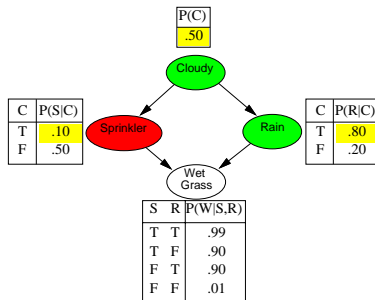 P(C)
.50
Cloudy
C P(S|C)
T .10
F .50
Sprinkler
Rain
C P(R|C)
T .80
F .20
Wet
Grass
S R P(W|S,R)
T T .99
T F .90
F T .90
F F .01